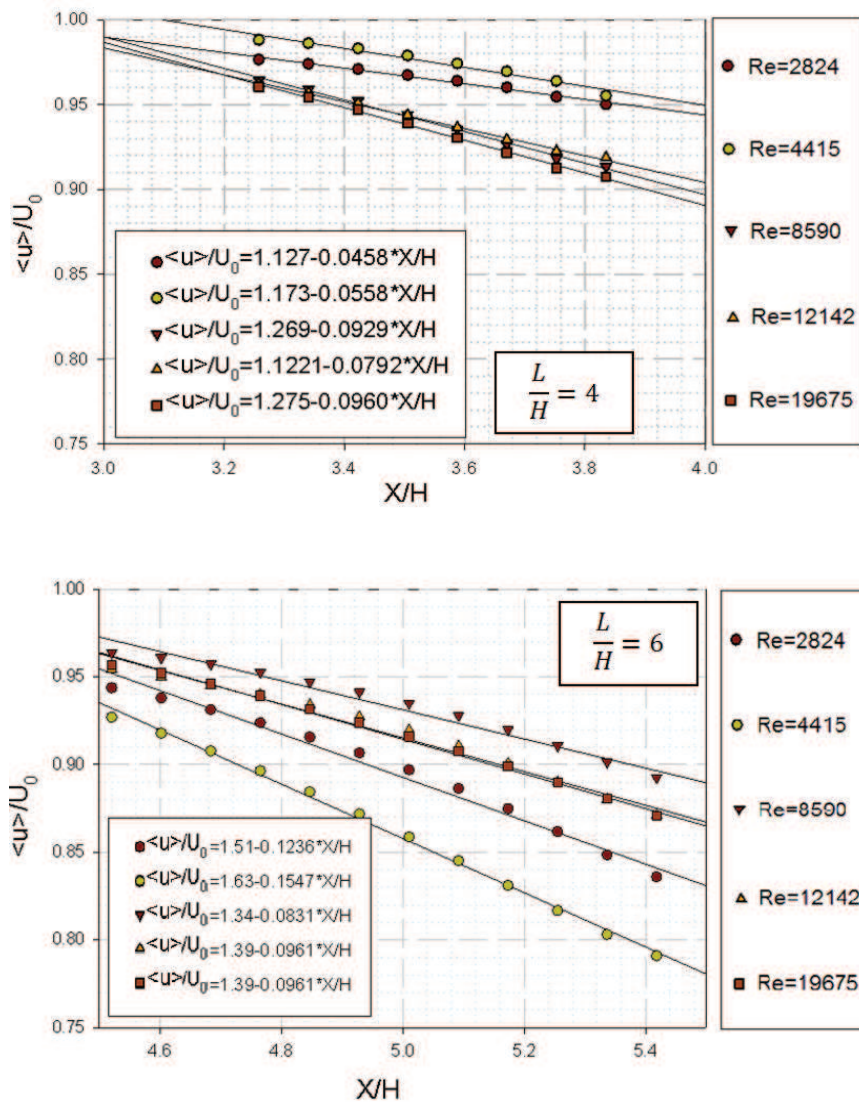 1.00
0.95
0.90
0.85
0.80
0.75
<u>/U0
3.0
3.2
3.4
3.6
3.8
4.0
X/H
<u>/U0=1.127-0.0458*X/H
<u>/U0=1.173-0.0558*X/H
<u>/U0=1.269-0.0929*X/H
<u>/U0=1.1221-0.0792*X/H
<u>/U0=1.275-0.0960*X/H
L/H = 4
Re=2824
Re=4415
Re=8590
Re=12142
Re=19675
1.00
0.95
0.90
0.85
0.80
0.75
<u>/U0
4.6
4.8
5.0
5.2
5.4
X/H
<u>/U0=1.51-0.1236*X/H
<u>/U0=1.63-0.1547*X/H
<u>/U0=1.34-0.0831*X/H
<u>/U0=1.39-0.0961*X/H
<u>/U0=1.39-0.0961*X/H
L/H = 6
Re=2824
Re=4415
Re=8590
Re=12142
Re=19675